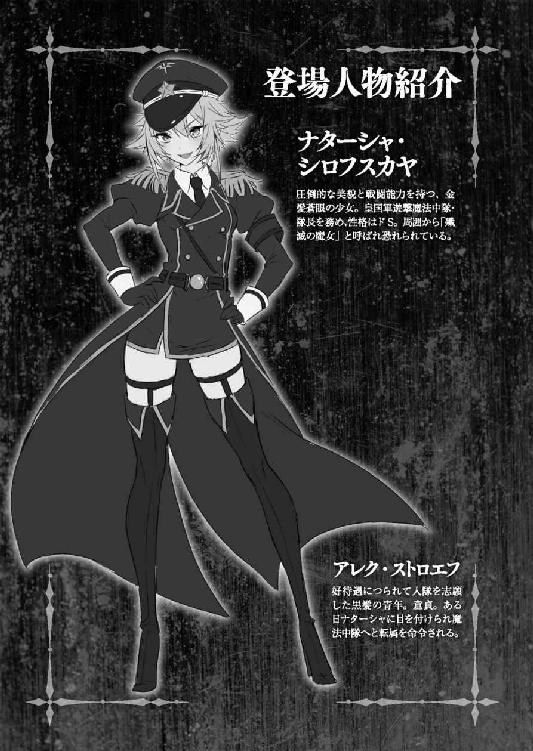 登場人物紹介
ナターシャ・
シロフスカヤ
圧倒的な美貌と戦闘能力を持つ、金
髪蒼眼の少女。皇国軍遊撃魔法中隊・
隊長を務め、性格はドS。周囲から「殲
滅の魔女」と呼ばれ恐れられている。
アレク・ストロエフ
好待遇につられて入隊を志願
した黒髪の青年。童貞。ある
日ナターシャに目を付けられ魔
法中隊へと転属を命令される。